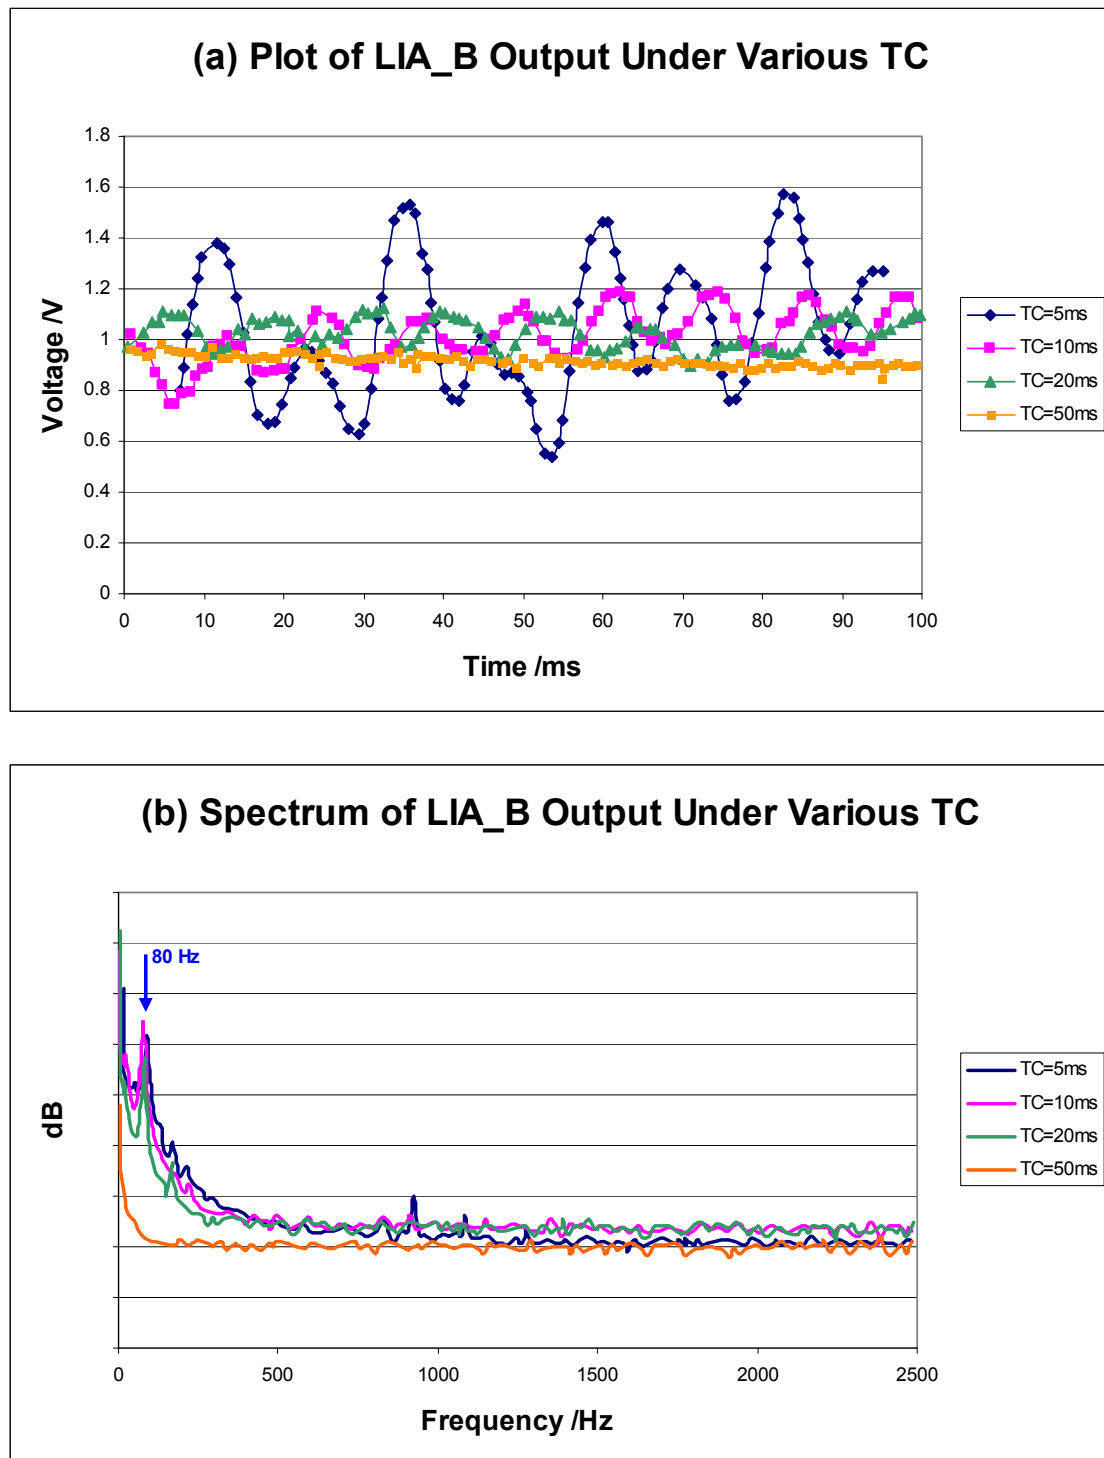 (a) Plot of LIA_B Output Under Various TC
1.8
1.6
1.4
1.2
1
0.8
0.6
0.4
0.2
0
Voltage /V
0 10 20 30 40 50 60 70 80 90 100
Time /ms
TC=5ms
TC=10ms
TC=20ms
TC=50ms
(b) Spectrum of LIA_B Output Under Various TC
80 Hz
dB
0 500 1000 1500 2000 2500
Frequency /Hz
TC=5ms
TC=10ms
TC=20ms
TC=50ms